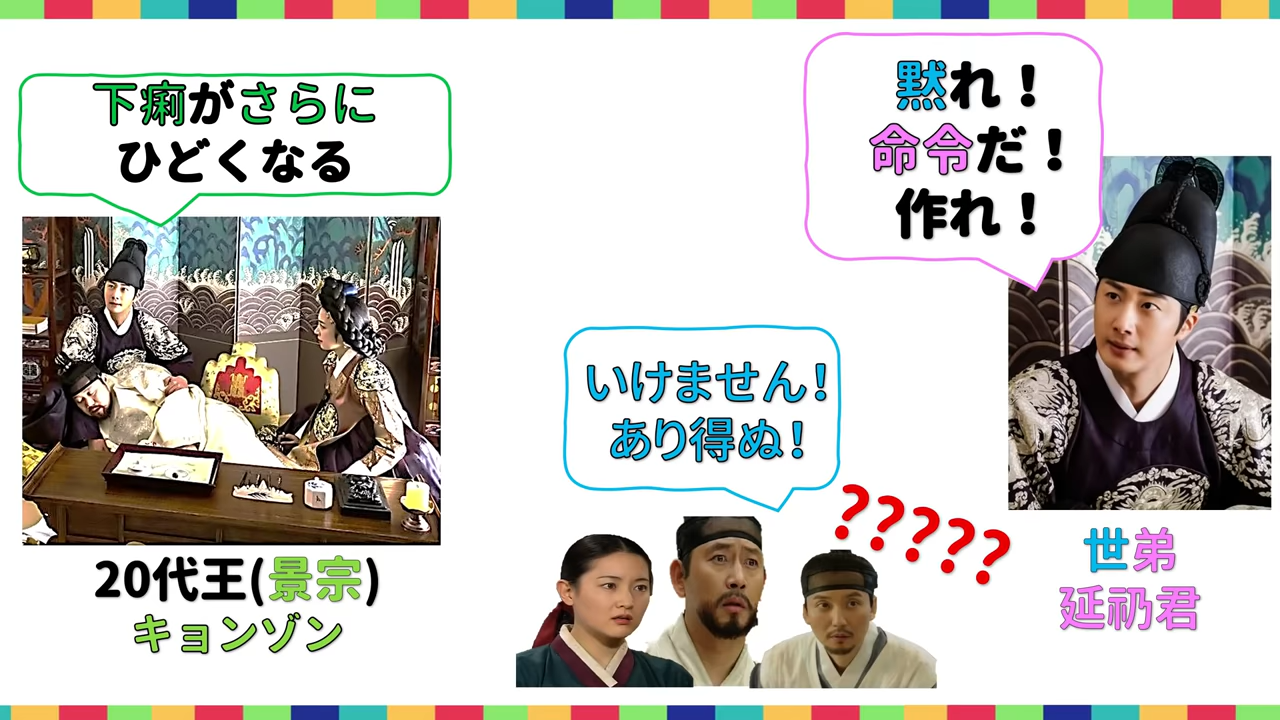 下痢がさらに
ひどくなる
20代王(景宗)
キョンゾン
いけません!
あり得ぬ!
?????
黙れ!
命令だ!
作れ!
世弟
延礽君